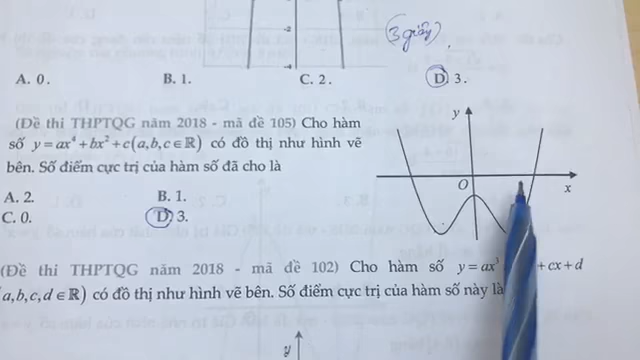 -2
(3 giây).
-4
A. 0. B. 1. C. 2. D. 3.
(Đề thi THPTQG năm 2018 - mã đề 105) Cho hàm
số y = ax⁴ + bx² + c (a,b,c ∈ ℝ) có đồ thị như hình vẽ
bên. Số điểm cực trị của hàm số đã cho là
A. 2. B. 1.
C. 0. D. 3.
y
O
x
(Đề thi THPTQG năm 2018 - mã đề 102) Cho hàm số y = ax³ + cx + d
a,b,c,d ∈ ℝ) có đồ thị như hình vẽ bên. Số điểm cực trị của hàm số này là
y